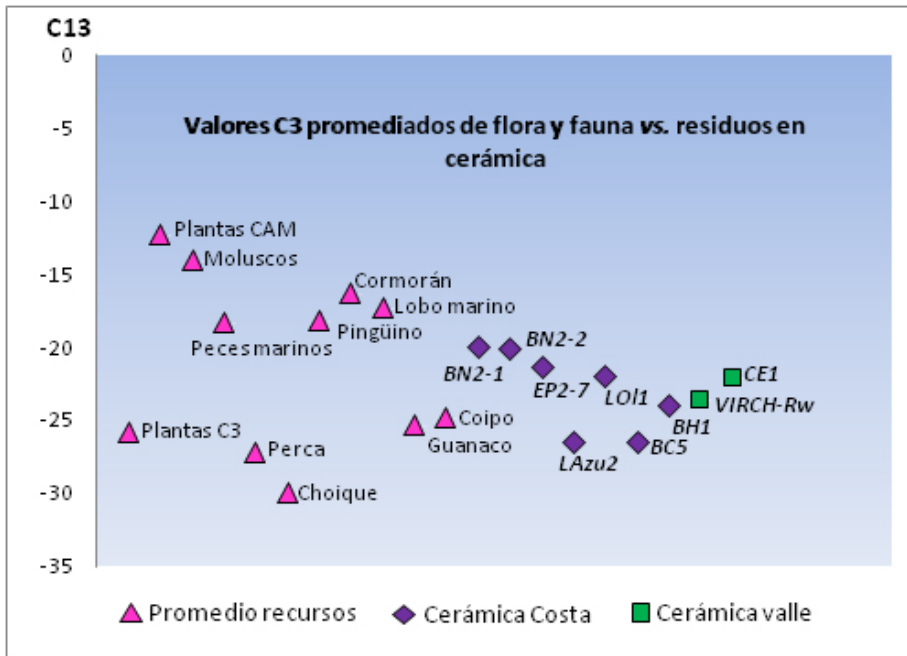 C13
0
-5
-10
-15
-20
-25
-30
-35
Valores C3 promediados de flora y fauna vs. residuos en
cerámica
Plantas CAM
Moluscos
Cormorán
Lobo marino
Pingüino
Peces marinos
BN2-2
BN2-1
EP2-7
LOI1
CE1
VIRCH-Rw
BH1
BC5
LAzu2
Coipo
Guanaco
Plantas C3
Perca
Choique
Promedio recursos
Cerámica Costa
Cerámica valle